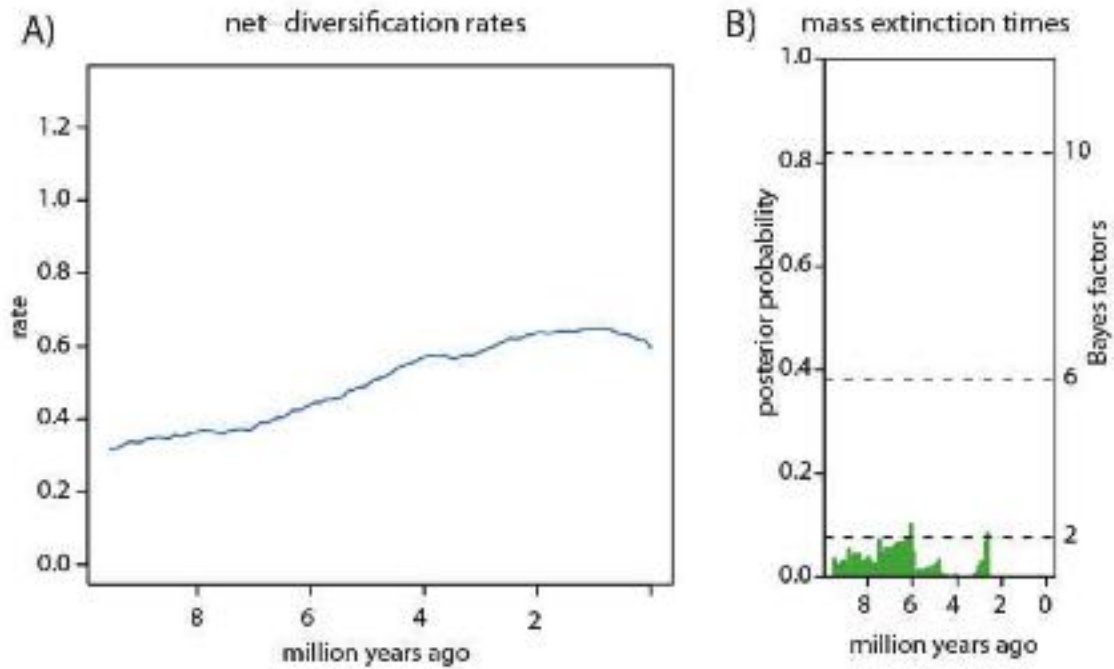 A) net-diversification rates
1.2
1.0
0.8
0.6
0.4
0.2
0.0
rate
8 6 4 2
million years ago
B) mass extinction times
1.0
0.8
0.6
0.4
0.2
0.0
posterior probability
10
6
2
Bayes factors
8 6 4 2 0
million years ago